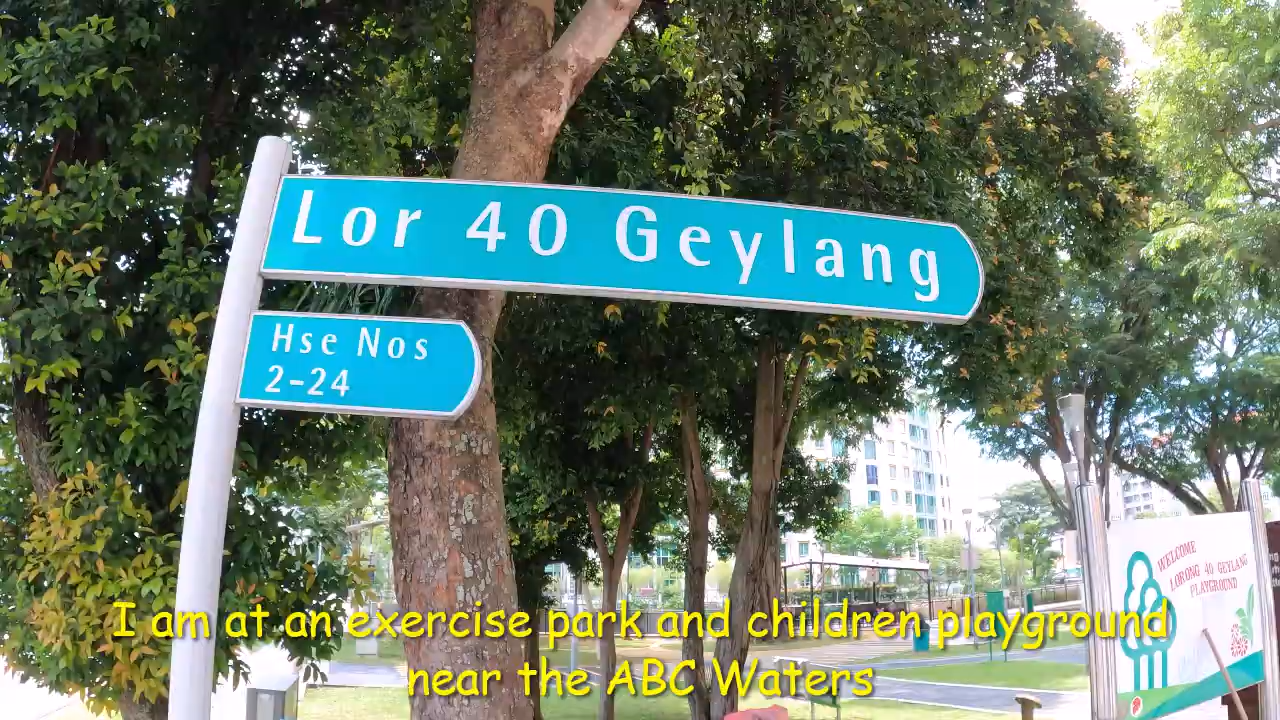 Lor 40 Geylang
Hse Nos
2-24
WELCOME
LORONG 40 GEYLANG
PLAYGROUND
I am at an exercise park and children playground
near the ABC Waters